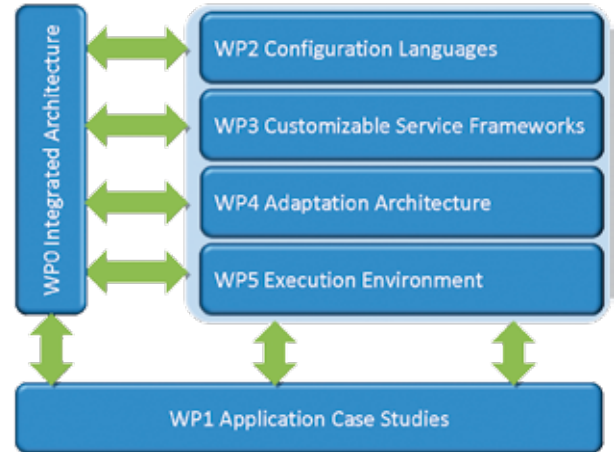 WP0 Integrated Architecture
WP2 Configuration Languages
WP3 Customizable Service Frameworks
WP4 Adaptation Architecture
WP5 Execution Environment
WP1 Application Case Studies